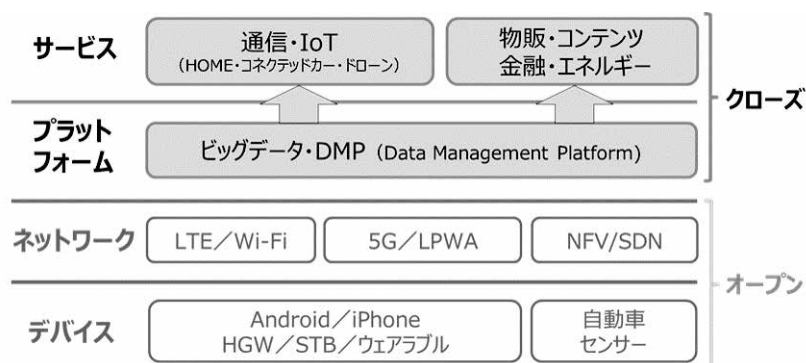 サービス
通信・IoT
(HOME・コネクテッドカー・ドローン)
物販・コンテンツ
金融・エネルギー
クローズ
プラット
フォーム
ビッグデータ・DMP (Data Management Platform)
ネットワーク
LTE／Wi-Fi
5G／LPWA
NFV/SDN
オープン
デバイス
Android／iPhone
HGW／STB／ウェアラブル
自動車
センサー